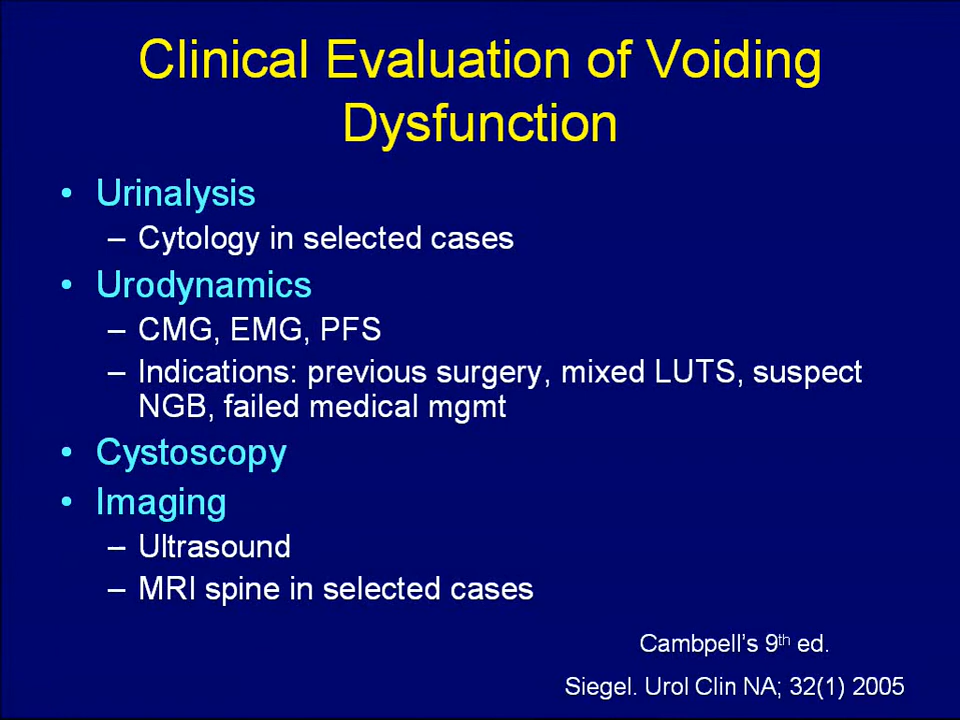 Clinical Evaluation of Voiding
Dysfunction
• Urinalysis
– Cytology in selected cases
• Urodynamics
– CMG, EMG, PFS
– Indications: previous surgery, mixed LUTS, suspect
NGB, failed medical mgmt
• Cystoscopy
• Imaging
– Ultrasound
– MRI spine in selected cases
Cambpell’s 9th ed.
Siegel. Urol Clin NA; 32(1) 2005